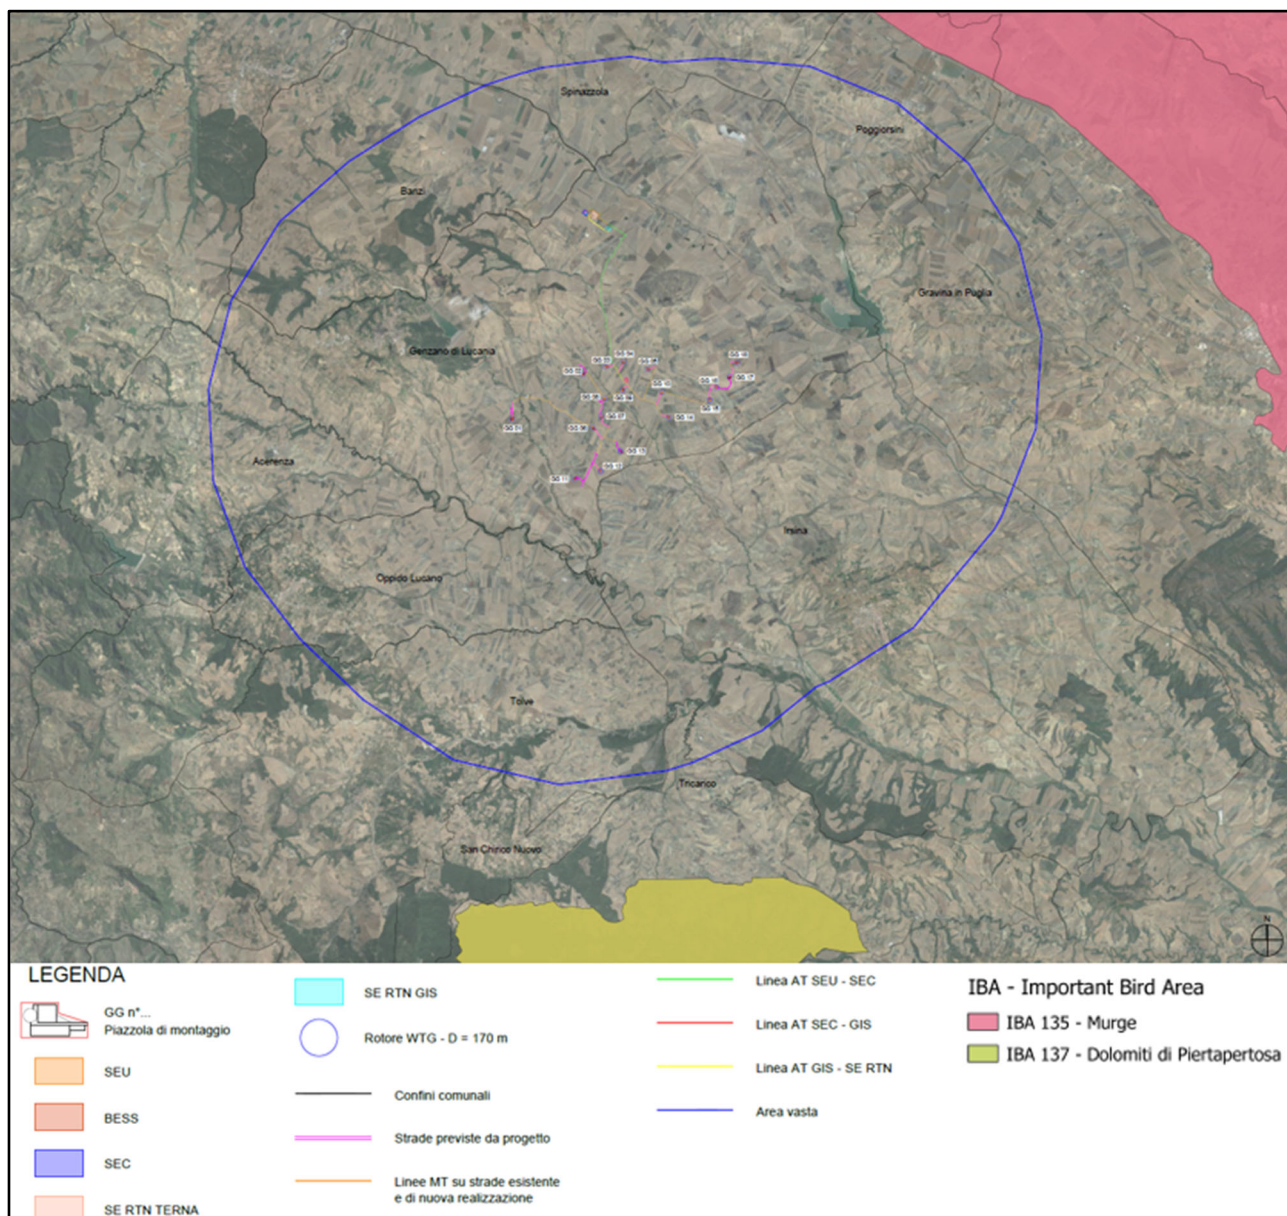 Spinazzola
Poggiorsini
Banzi
Gravina in Puglia
Genzano di Lucania
Acerenza
Irsina
Oppido Lucano
Tolve
Tricarico
San Chirico Nuovo
N
LEGENDA
GG n°...
Piazzola di montaggio
SEU
BESS
SEC
SE RTN TERNA
SE RTN GIS
Rotore WTG - D = 170 m
Confini comunali
Strade previste da progetto
Linee MT su strade esistente
e di nuova realizzazione
Linea AT SEU - SEC
Linea AT SEC - GIS
Linea AT GIS - SE RTN
Area vasta
IBA - Important Bird Area
IBA 135 - Murge
IBA 137 - Dolomiti di Piertapertosa